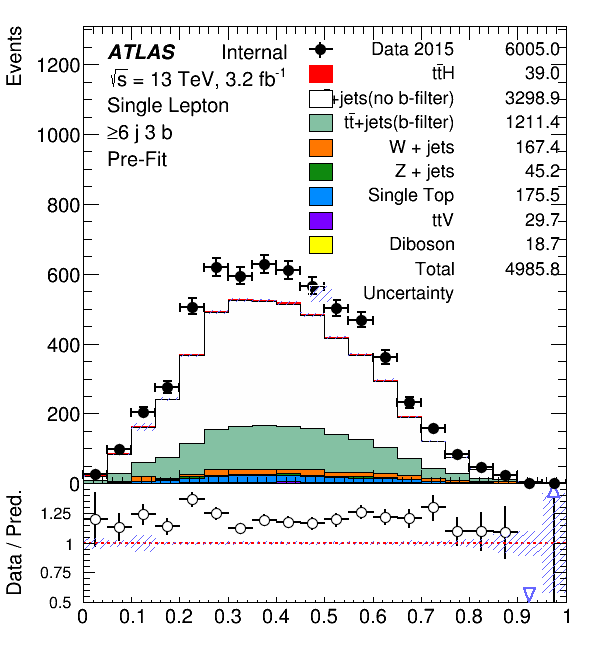 Events
1200
1000
800
600
400
200
0
ATLAS Internal
√s = 13 TeV, 3.2 fb⁻¹
Single Lepton
≥6 j 3 b
Pre-Fit
Data 2015 6005.0
tt̄H 39.0
+jets(no b-filter) 3298.9
tt̄+jets(b-filter) 1211.4
W + jets 167.4
Z + jets 45.2
Single Top 175.5
ttV 29.7
Diboson 18.7
Total 4985.8
Uncertainty
Data / Pred.
1.25
1
0.75
0.5
0 0.1 0.2 0.3 0.4 0.5 0.6 0.7 0.8 0.9 1